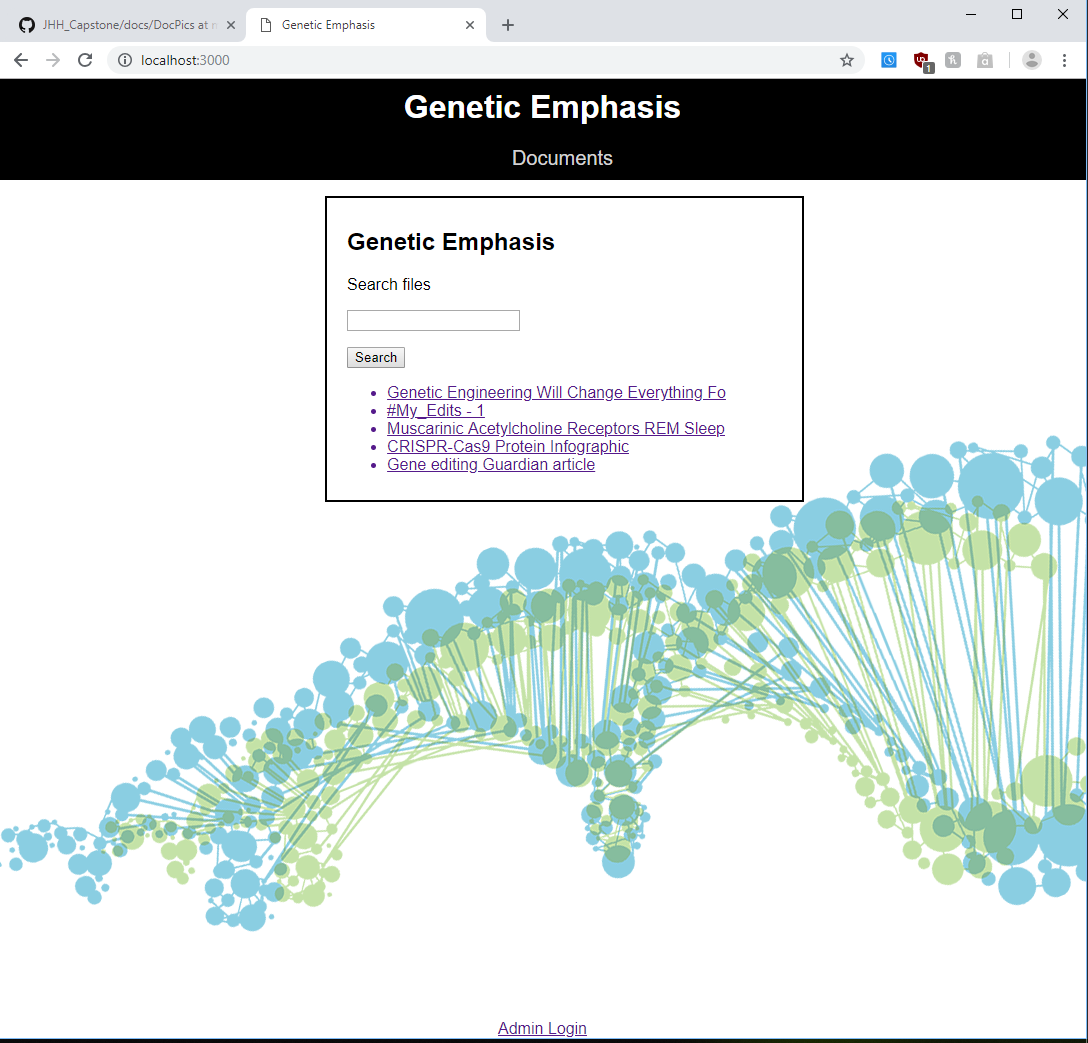 JHH_Capstone/docs/DocPics at
Genetic Emphasis
localhost:3000
1
Genetic Emphasis
Documents
Genetic Emphasis
Search files
Search
Genetic Engineering Will Change Everything Fo
#My_Edits - 1
Muscarinic Acetylcholine Receptors REM Sleep
CRISPR-Cas9 Protein Infographic
Gene editing Guardian article
Admin Login